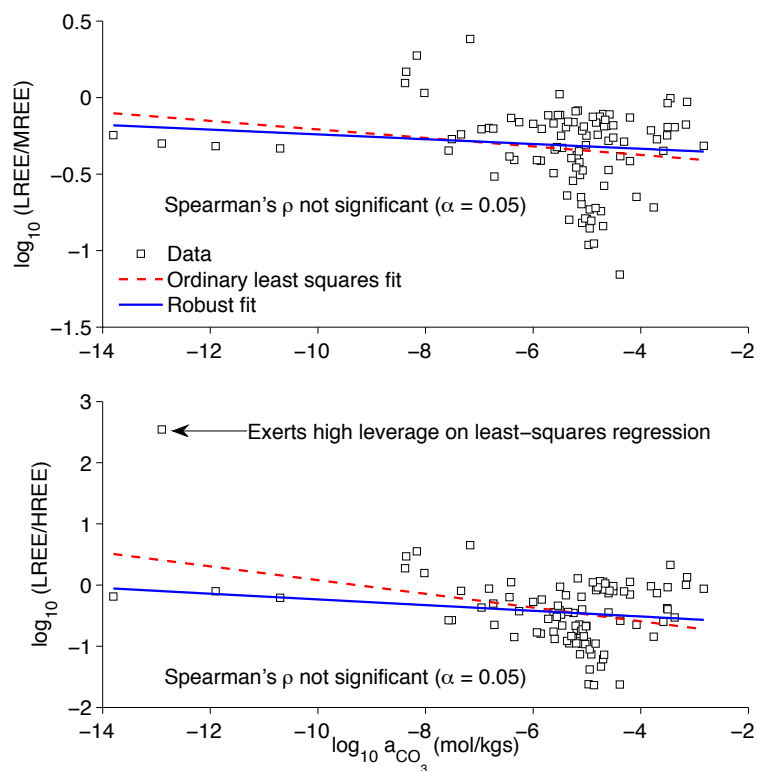 0.5
0
−0.5
−1
−1.5
log10 (LREE/MREE)
Spearman's ρ not significant (α = 0.05)
Data
Ordinary least squares fit
Robust fit
−14 −12 −10 −8 −6 −4 −2
3
2
1
0
−1
−2
log10 (LREE/HREE)
Exerts high leverage on least−squares regression
Spearman's ρ not significant (α = 0.05)
−14 −12 −10 −8 −6 −4 −2
log10 aCO3 (mol/kgs)